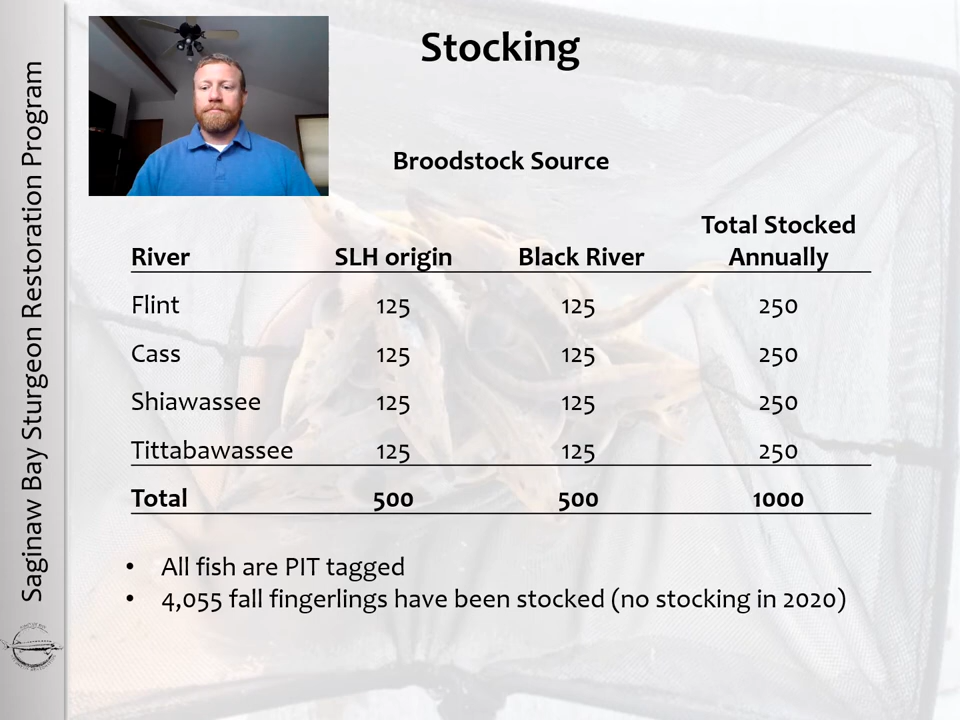 Saginaw Bay Sturgeon Restoration Program
Stocking
Broodstock Source
River SLH origin Black River Total Stocked Annually
Flint 125 125 250
Cass 125 125 250
Shiawassee 125 125 250
Tittabawassee 125 125 250
Total 500 500 1000
• All fish are PIT tagged
• 4,055 fall fingerlings have been stocked (no stocking in 2020)